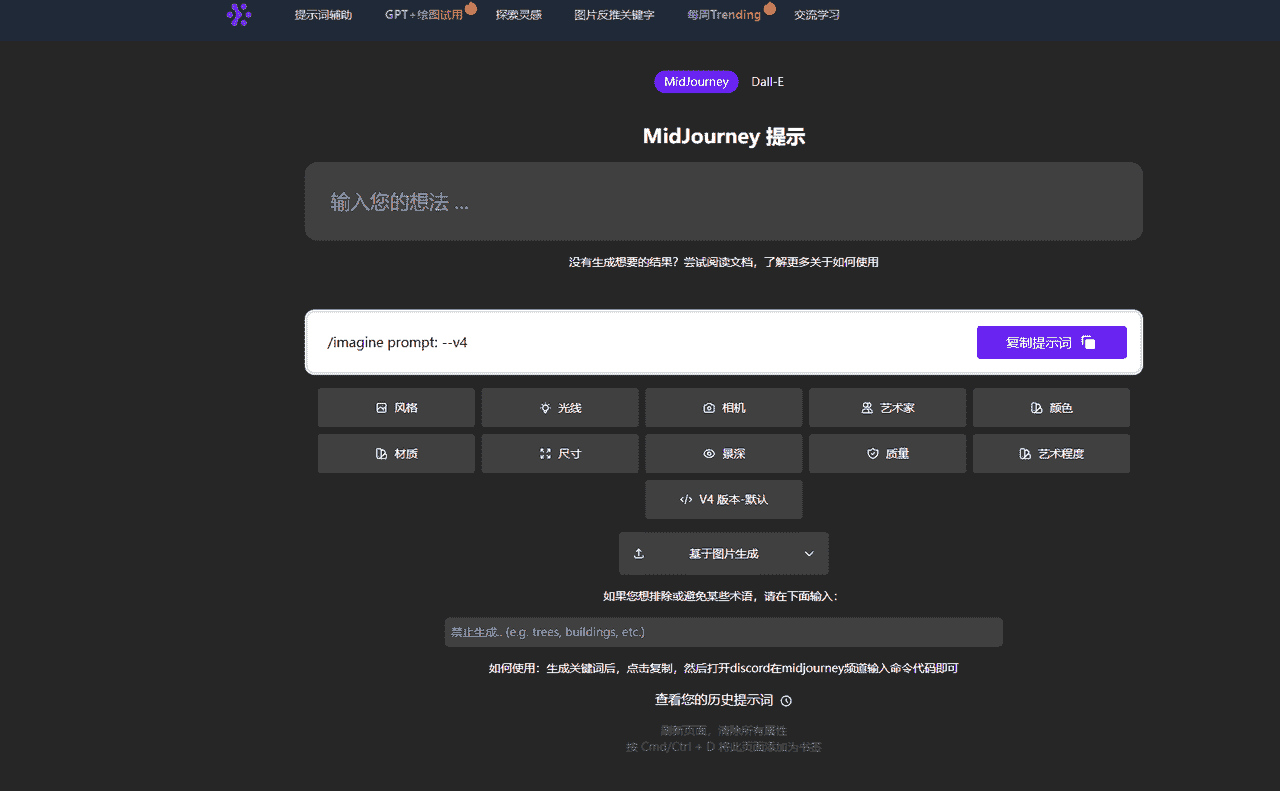 提示词辅助 GPT+绘图试用 探索灵感 图片反推关键字 每周Trending 交流学习
MidJourney Dall-E
MidJourney 提示
输入您的想法 ...
没有生成想要的结果？尝试阅读文档，了解更多关于如何使用
/imagine prompt: --v4 复制提示词
风格 光线 相机 艺术家 颜色
材质 尺寸 景深 质量 艺术程度
V4 版本-默认
基于图片生成
如果您想排除或避免某些术语，请在下面输入：
禁止生成.. (e.g. trees, buildings, etc.)
如何使用：生成关键词后，点击复制，然后打开discord在midjourney频道输入命令代码即可
查看您的历史提示词
刷新页面，清除所有属性
按 Cmd/Ctrl + D 将此页面添加为书签